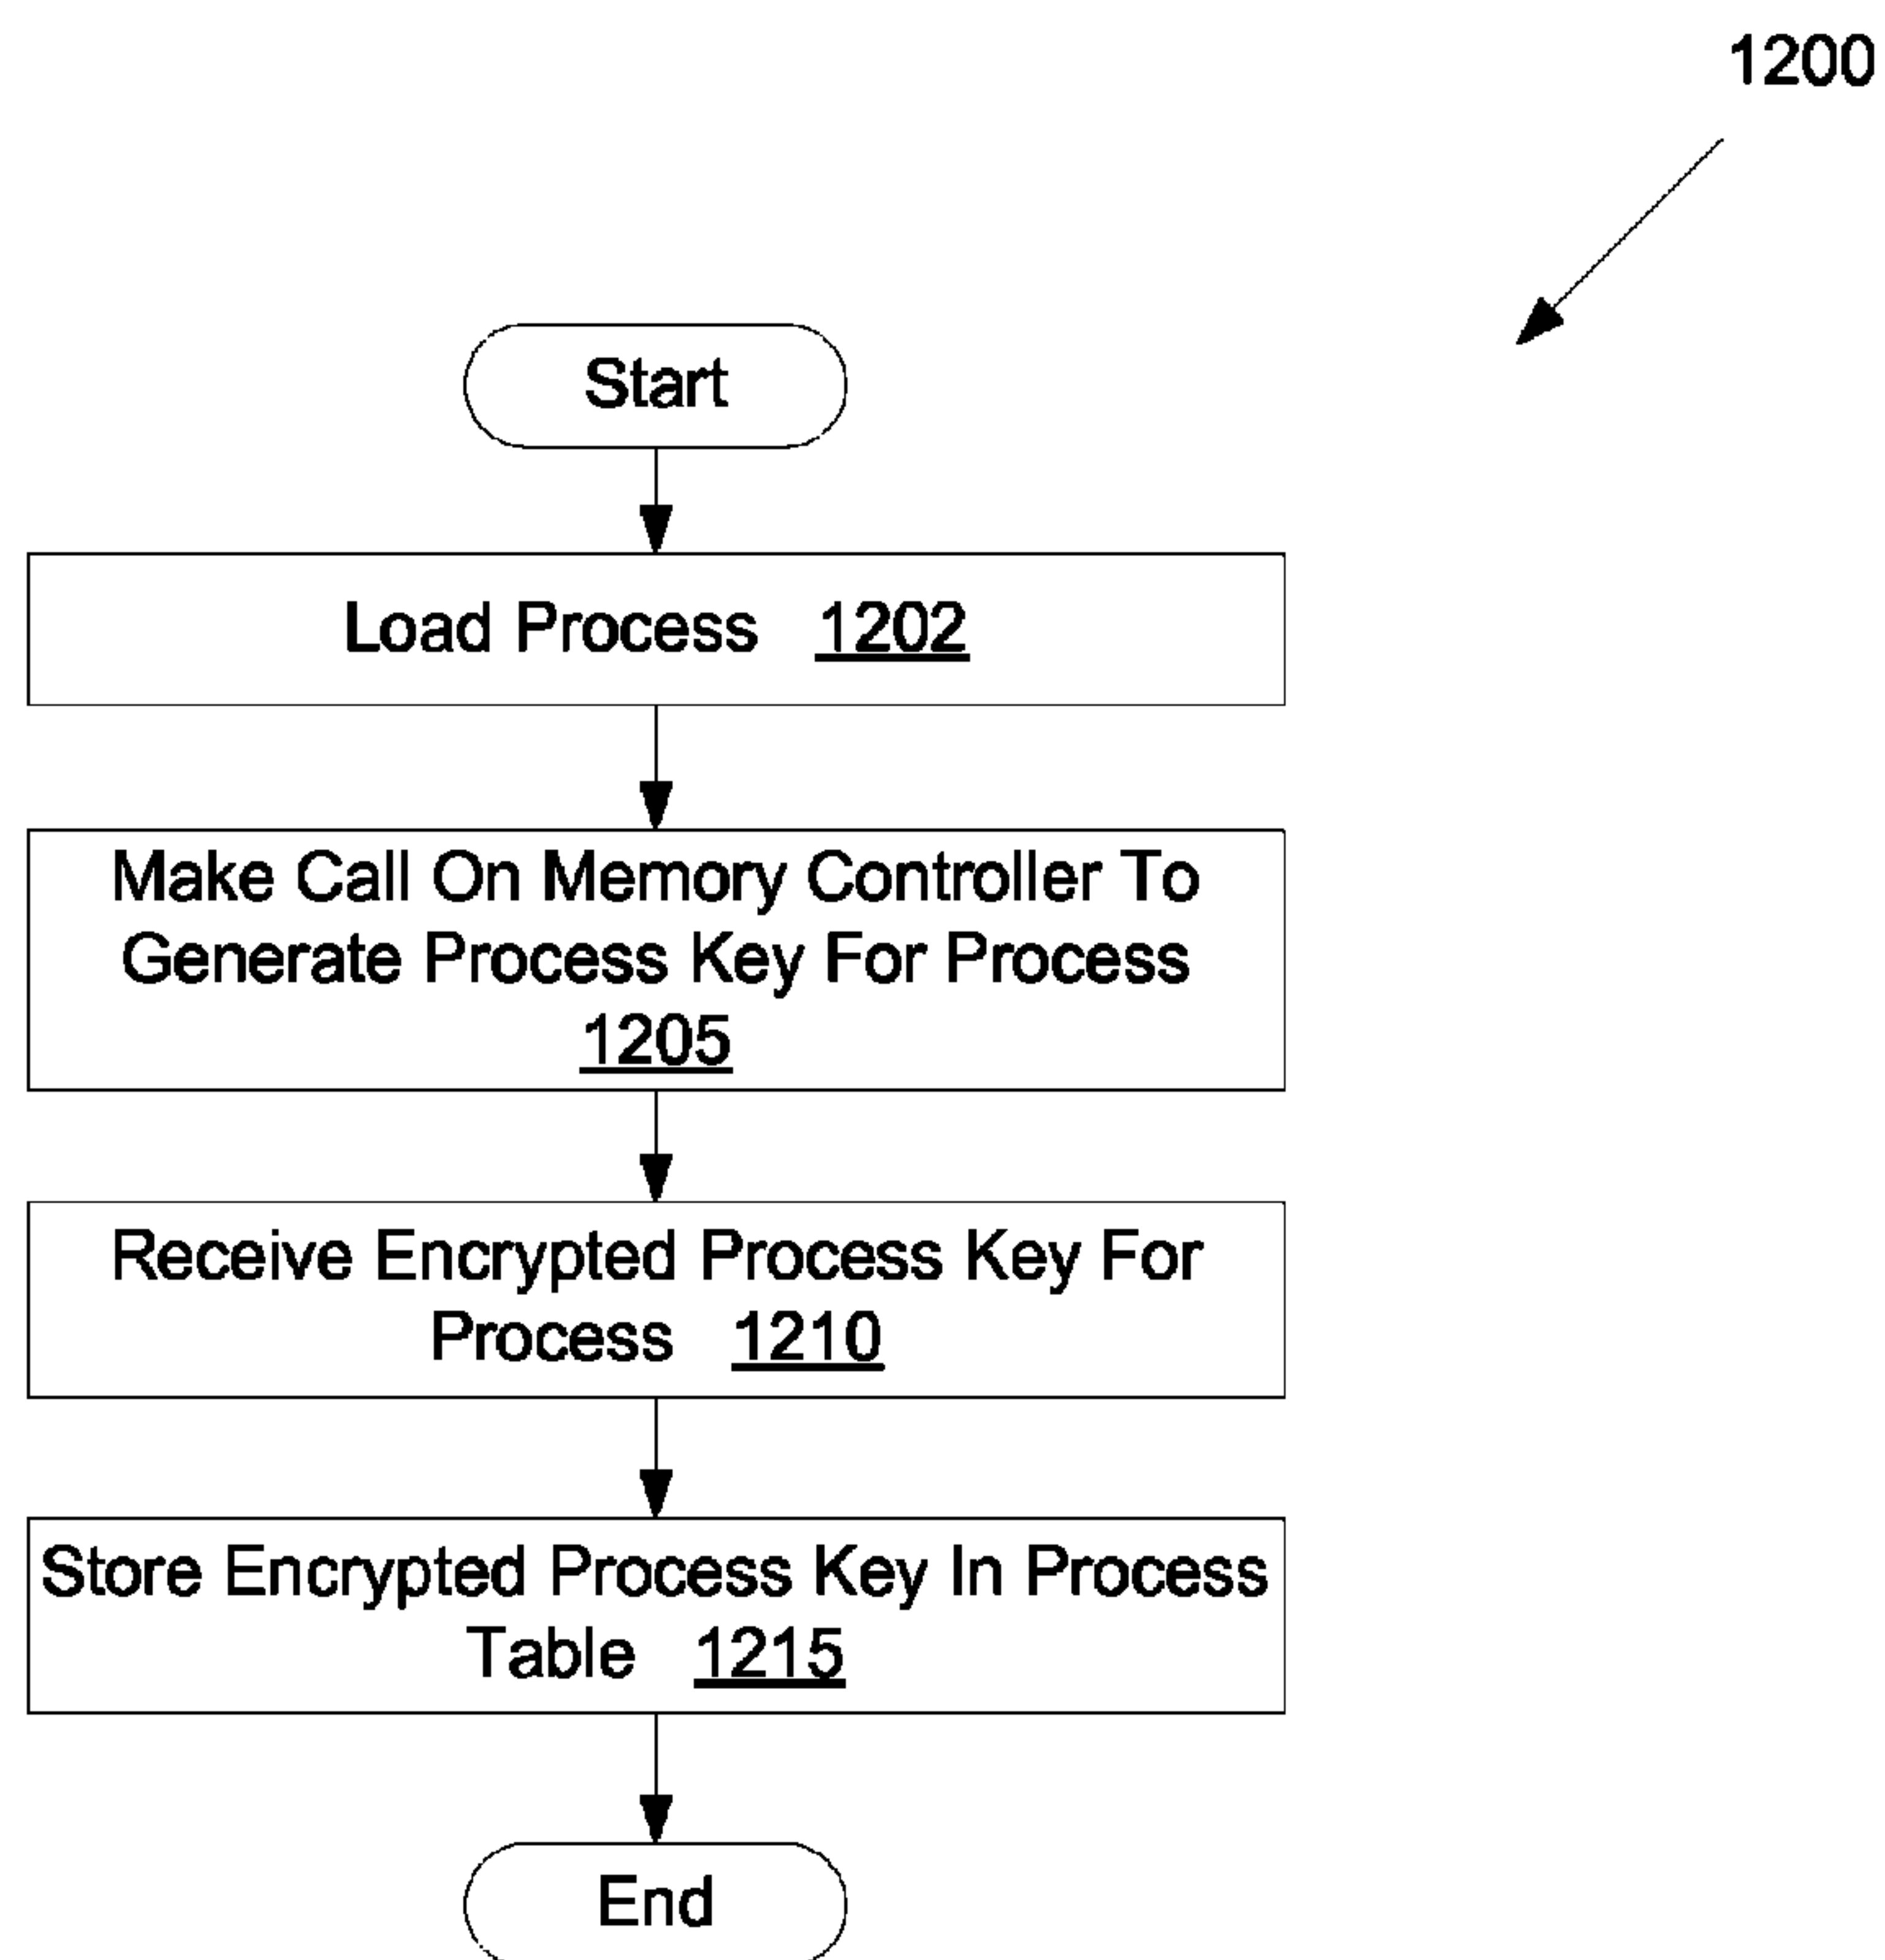 1200
Start
Load Process 1202
Make Call On Memory Controller To
Generate Process Key For Process
1205
Receive Encrypted Process Key For
Process 1210
Store Encrypted Process Key In Process
Table 1215
End